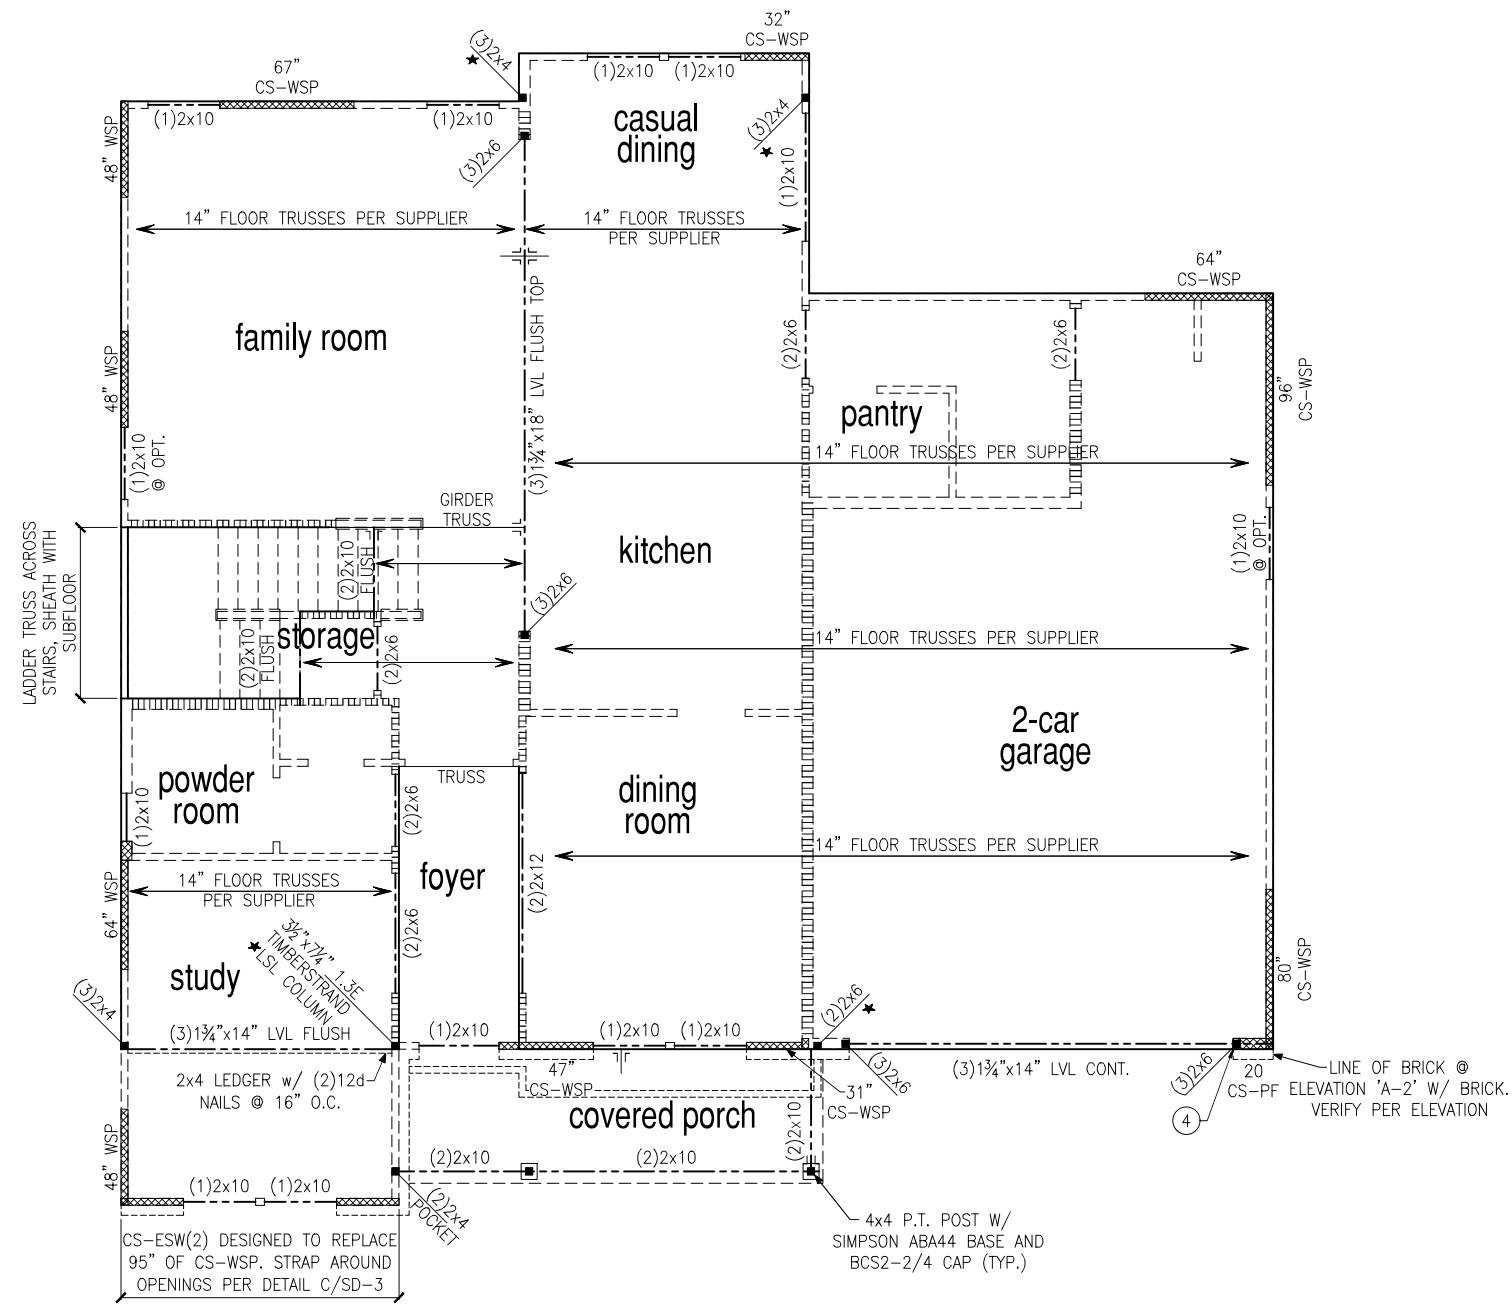 32"
CS-WSP
(3)2x4
★
67"
CS-WSP
(1)2x10
(1)2x10
(1)2x10
(1)2x10
casual
dining
(3)2x4
★
48" WSP
(3)2x6
(1)2x10
14" FLOOR TRUSSES PER SUPPLIER
14" FLOOR TRUSSES
PER SUPPLIER
64"
CS-WSP
family room
(3)1¾"x18" LVL FLUSH TOP
(2)2x6
(2)2x6
48" WSP
96"
CS-WSP
pantry
14" FLOOR TRUSSES PER SUPPLIER
(1)2x10
@ OPT.
GIRDER
TRUSS
LADDER TRUSS ACROSS
STAIRS, SHEATH WITH
SUBFLOOR
(2)2x10
FLUSH
kitchen
(1)2x10
@ OPT.
(3)2x6
storage
(2)2x10
FLUSH
(2)2x6
14" FLOOR TRUSSES PER SUPPLIER
2-car
garage
powder
room
TRUSS
dining
room
(1)2x10
(2)2x6
14" FLOOR TRUSSES PER SUPPLIER
foyer
(2)2x12
14" FLOOR TRUSSES
PER SUPPLIER
64" WSP
(2)2x6
3½"x7¼" 1.3E
TIMBERSTRAND
★LSL COLUMN
study
80"
CS-WSP
(3)2x4
(2)2x6
★
(3)1¾"x14" LVL FLUSH
(1)2x10
(1)2x10
(1)2x10
47"
CS-WSP
(3)2x6
(3)1¾"x14" LVL CONT.
(3)2x6
20
CS-PF
LINE OF BRICK @
ELEVATION 'A-2' W/ BRICK.
VERIFY PER ELEVATION
2x4 LEDGER w/ (2)12d
NAILS @ 16" O.C.
31"
CS-WSP
4
covered porch
48" WSP
(2)2x10
(2)2x10
(2)2x10
(1)2x10
(1)2x10
(2)2x4
POCKET
4x4 P.T. POST W/
SIMPSON ABA44 BASE AND
BCS2-2/4 CAP (TYP.)
CS-ESW(2) DESIGNED TO REPLACE
95" OF CS-WSP. STRAP AROUND
OPENINGS PER DETAIL C/SD-3